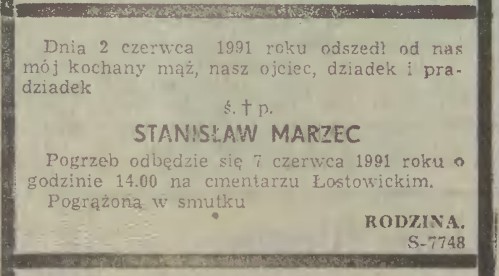 Dnia 2 czerwca 1991 roku odszedł od nas
mój kochany mąż, nasz ojciec, dziadek i pra-
dziadek
ś. † p.
STANISŁAW MARZEC
Pogrzeb odbędzie się 7 czerwca 1991 roku o
godzinie 14.00 na cmentarzu Łostowickim.
Pogrążona w smutku
RODZINA.
S-7748